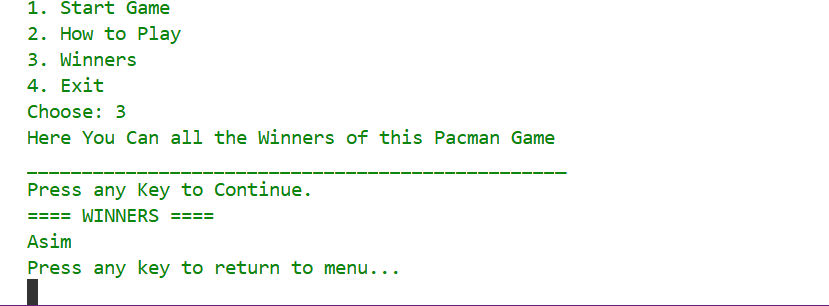 1. Start Game
2. How to Play
3. Winners
4. Exit
Choose: 3
Here You Can all the Winners of this Pacman Game
_________________________________________________
Press any Key to Continue.
==== WINNERS ====
Asim
Press any key to return to menu...